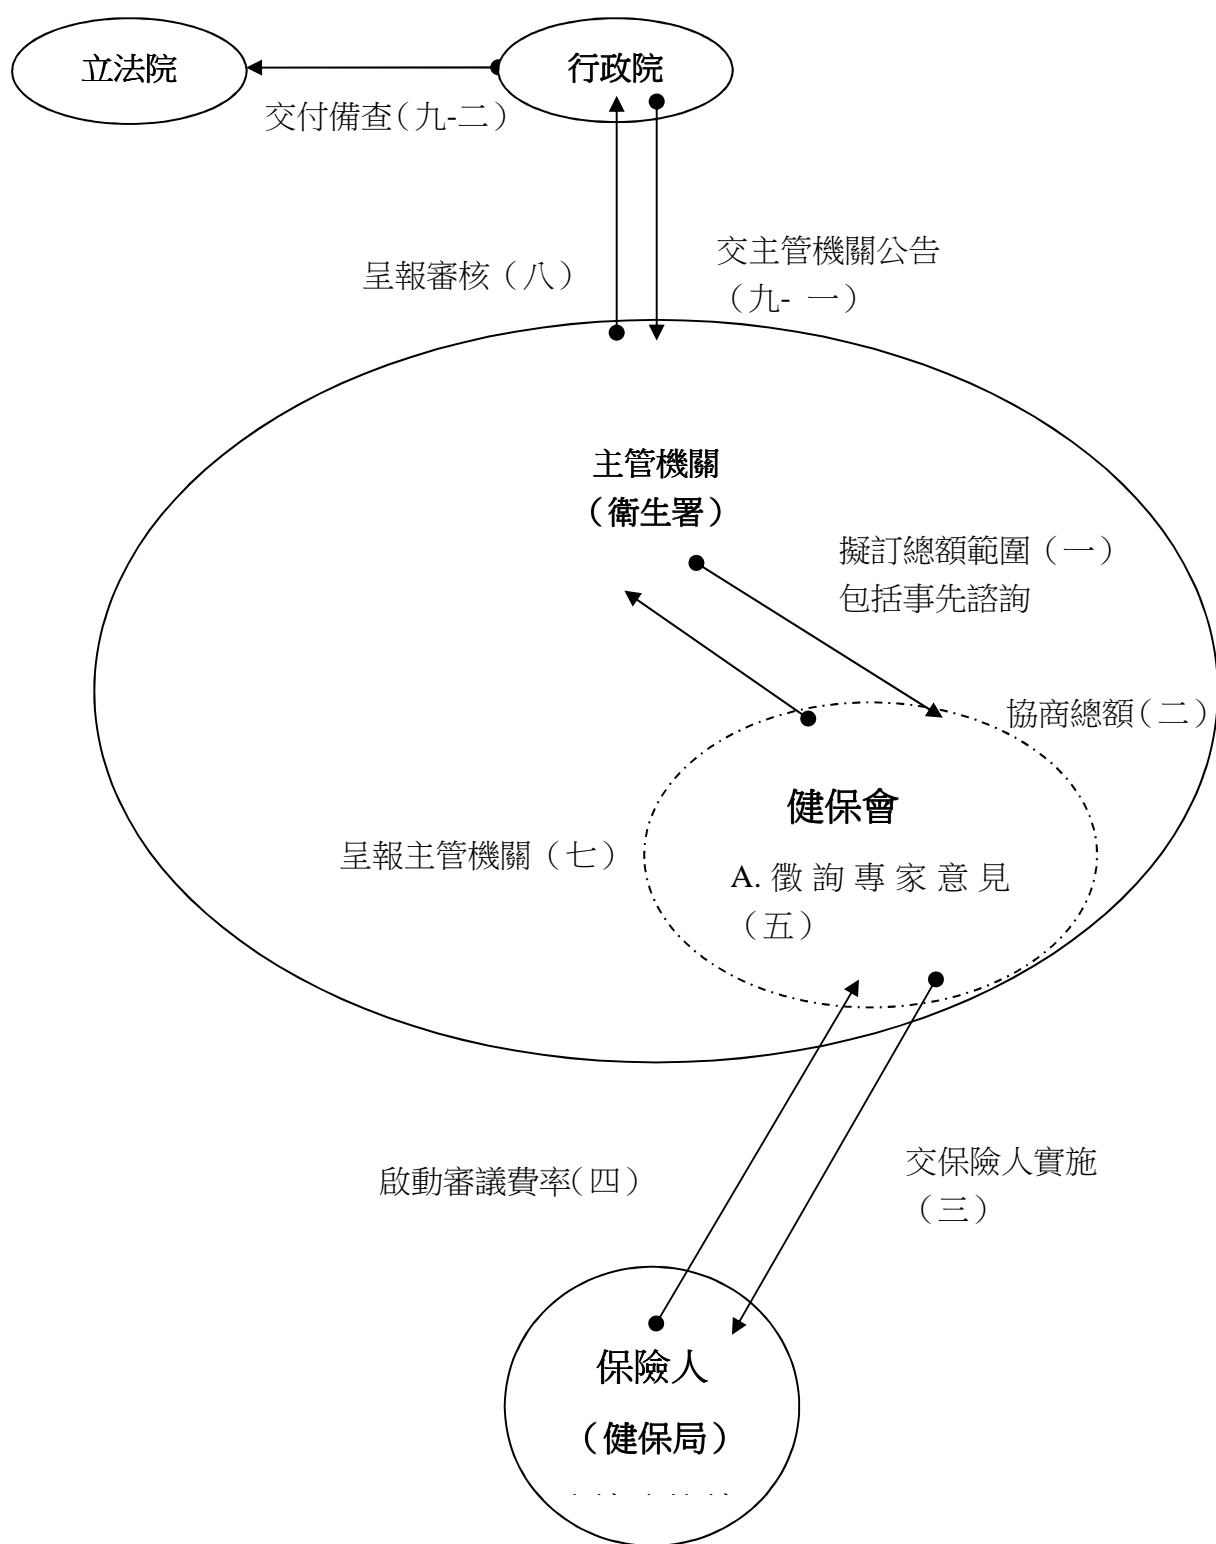 立法院
行政院
交付備查（九-二）
呈報審核（八）
交主管機關公告
（九- 一）
主管機關
（衛生署）
擬訂總額範圍（一）
包括事先諮詢
協商總額（二）
健保會
呈報主管機關（七）
A. 徵詢專家意見
（五）
啟動審議費率（四）
交保險人實施
（三）
保險人
（健保局）